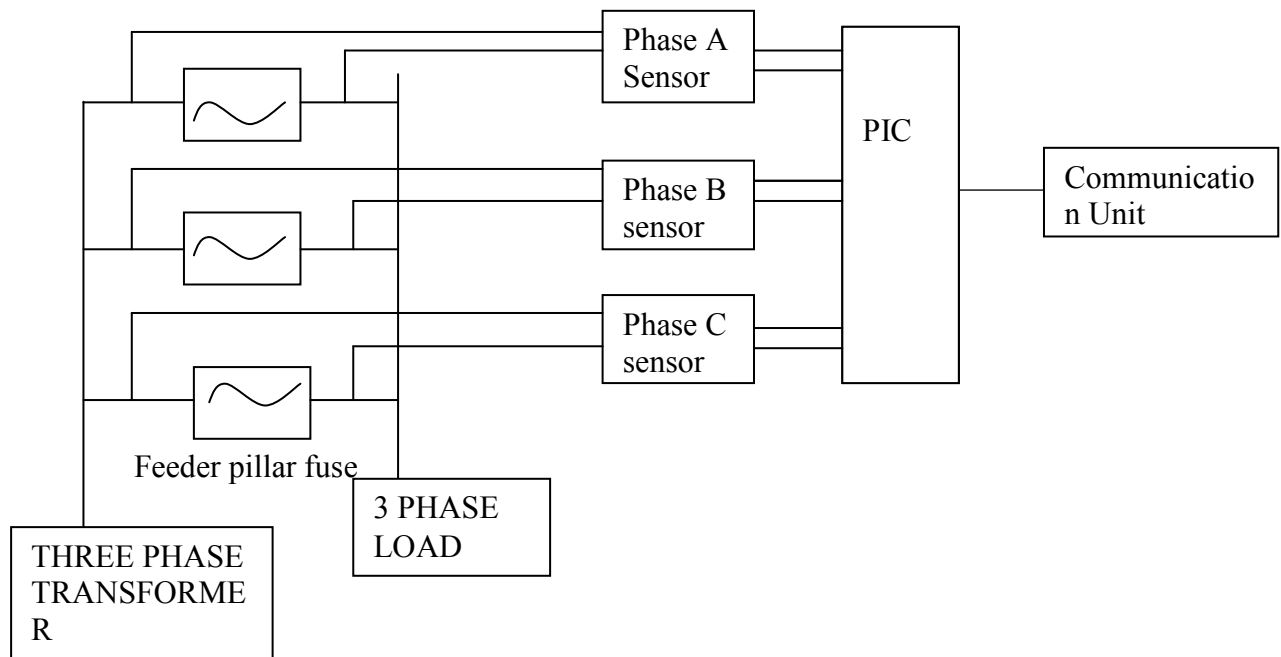 Phase A
Sensor
PIC
Phase B
sensor
Communicatio
n Unit
Phase C
sensor
Feeder pillar fuse
3 PHASE
LOAD
THREE PHASE
TRANSFORME
R